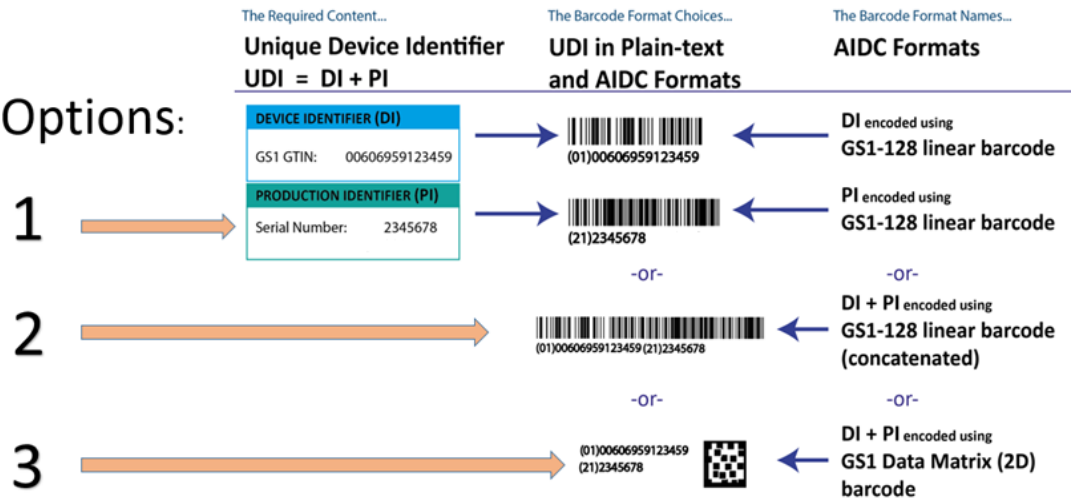 The Required Content...
The Barcode Format Choices...
The Barcode Format Names...
Unique Device Identifier
UDI = DI + PI
UDI in Plain-text
and AIDC Formats
AIDC Formats
Options:
DEVICE IDENTIFIER (DI)
GS1 GTIN: 00606959123459
(01)00606959123459
DI encoded using
GS1-128 linear barcode
1
PRODUCTION IDENTIFIER (PI)
Serial Number: 2345678
(21)2345678
PI encoded using
GS1-128 linear barcode
-or-
-or-
2
(01)00606959123459(21)2345678
DI + PI encoded using
GS1-128 linear barcode
(concatenated)
-or-
-or-
3
(01)00606959123459
(21)2345678
DI + PI encoded using
GS1 Data Matrix (2D)
barcode